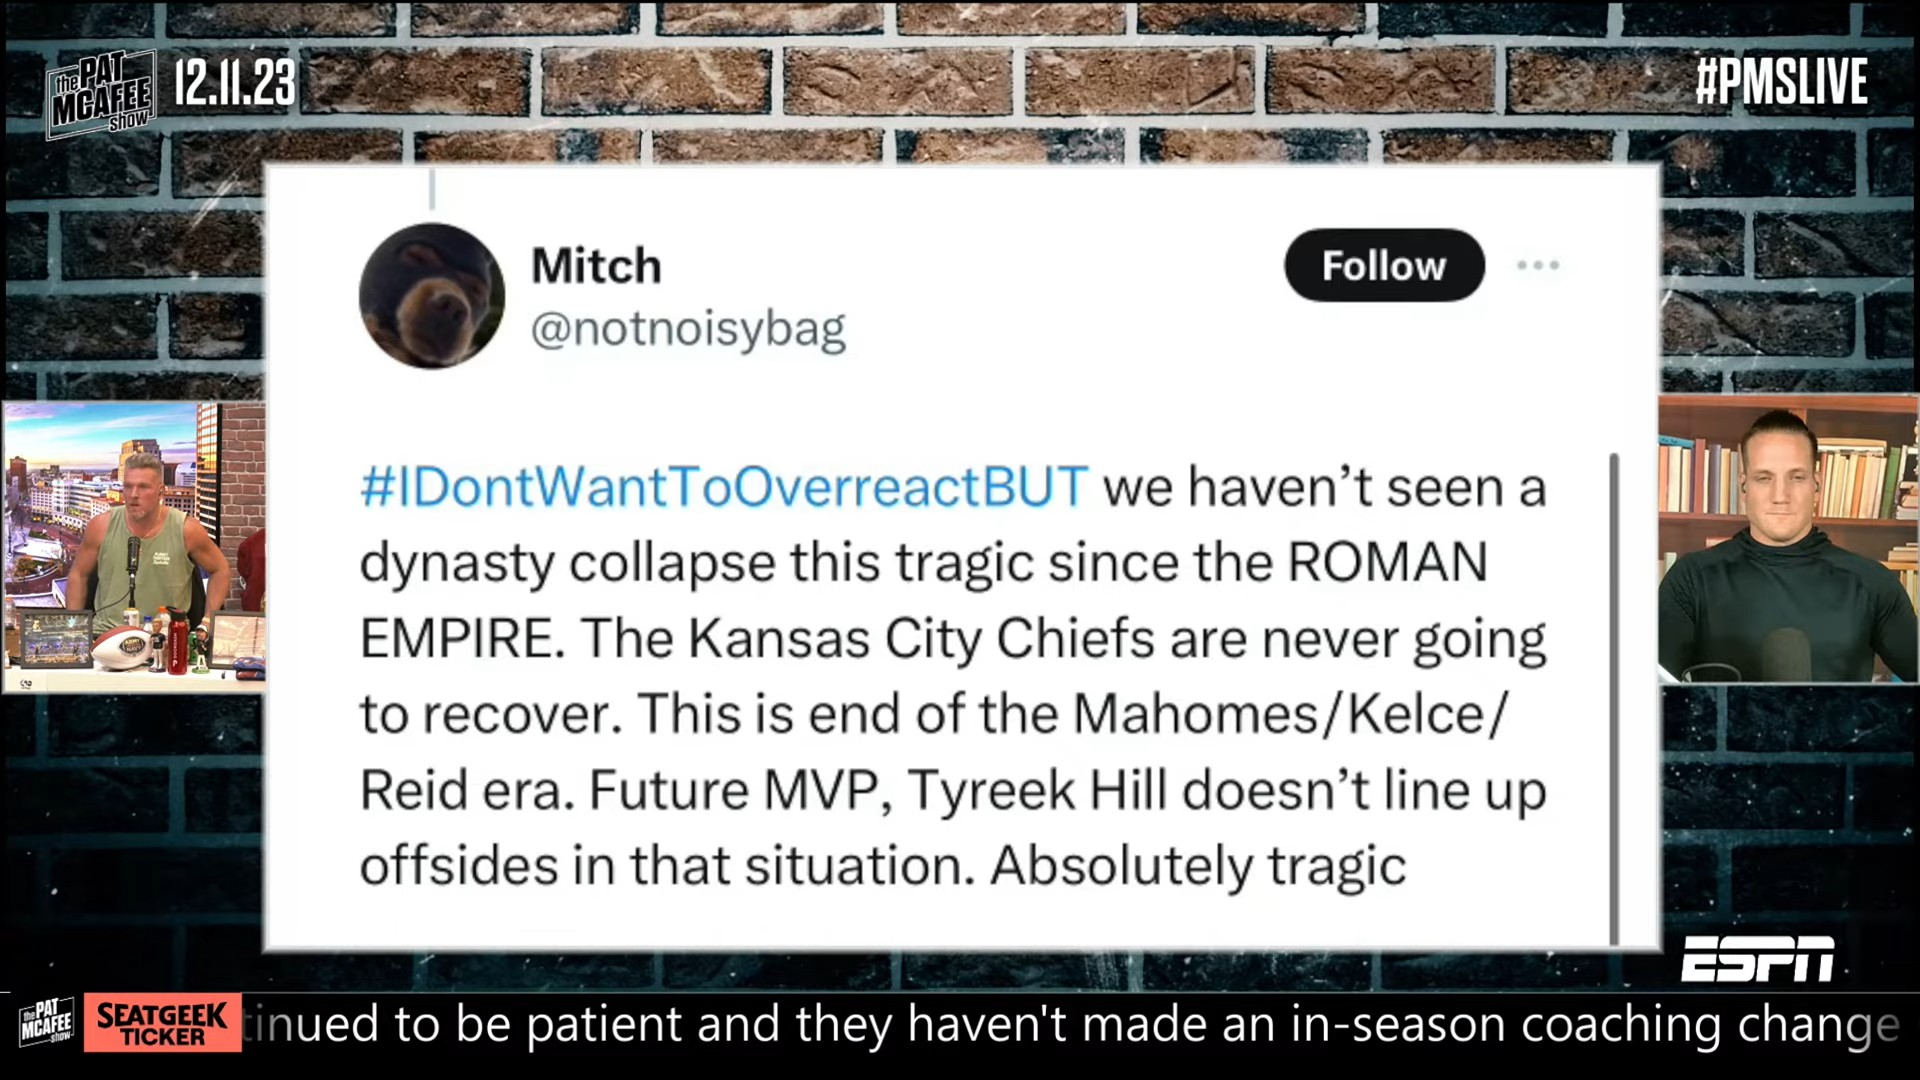 the PAT MCAFEE show
12.11.23
#PMSLIVE
Mitch
Follow
@notnoisybag
#IDontWantToOverreactBUT we haven’t seen a
dynasty collapse this tragic since the ROMAN
EMPIRE. The Kansas City Chiefs are never going
to recover. This is end of the Mahomes/Kelce/
Reid era. Future MVP, Tyreek Hill doesn’t line up
offsides in that situation. Absolutely tragic
ESPN
the PAT MCAFEE show
SEATGEEK
TICKER
tinued to be patient and they haven't made an in-season coaching change